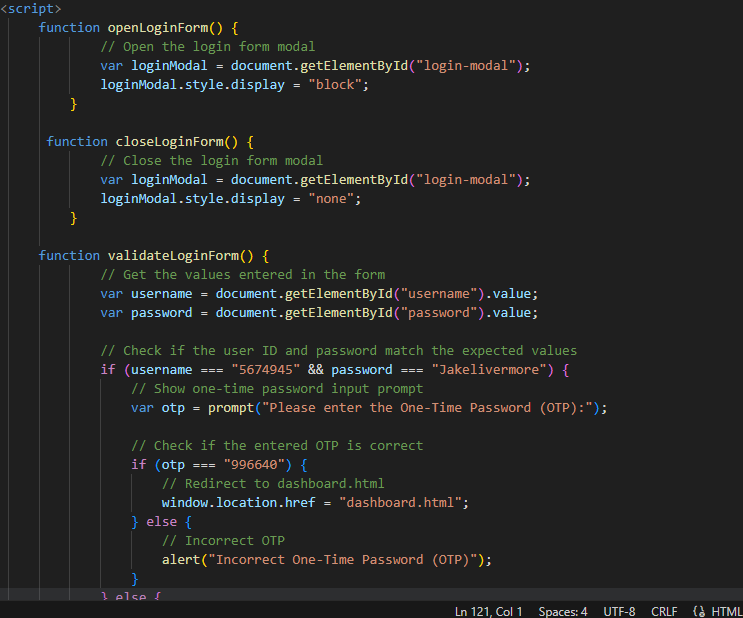 <script>
function openLoginForm() {
// Open the login form modal
var loginModal = document.getElementById("login-modal");
loginModal.style.display = "block";
}
function closeLoginForm() {
// Close the login form modal
var loginModal = document.getElementById("login-modal");
loginModal.style.display = "none";
}
function validateLoginForm() {
// Get the values entered in the form
var username = document.getElementById("username").value;
var password = document.getElementById("password").value;
// Check if the user ID and password match the expected values
if (username === "5674945" && password === "Jakelivermore") {
// Show one-time password input prompt
var otp = prompt("Please enter the One-Time Password (OTP):");
// Check if the entered OTP is correct
if (otp === "996640") {
// Redirect to dashboard.html
window.location.href = "dashboard.html";
} else {
// Incorrect OTP
alert("Incorrect One-Time Password (OTP)");
}
} else {
Ln 121, Col 1 Spaces: 4 UTF-8 CRLF {} HTML